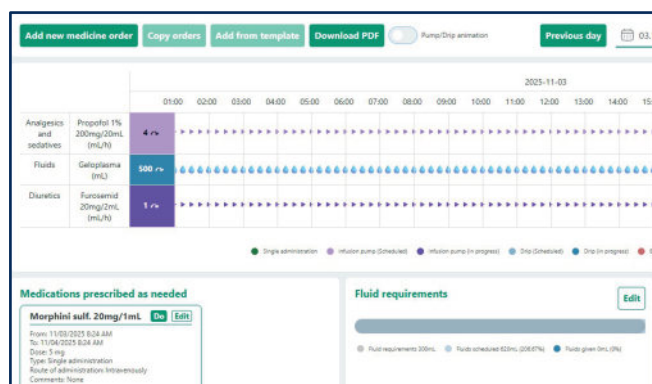 Add new medicine order Copy orders Add from template Download PDF Pump/Drip animation Previous day 03.
2025-11-03
01:00 02:00 03:00 04:00 05:00 06:00 07:00 08:00 09:00 10:00 11:00 12:00 13:00 14:00 15:
Analgesics and sedatives
Propofol 1% 200mg/20mL (mL/h)
4
Fluids
Geloplasma (mL)
500
Diuretics
Furosemid 20mg/2mL (mL/h)
1
Single administration Infusion pump (Scheduled) Infusion pump (in progress) Drip (Scheduled) Drip (in progress)
Medications prescribed as needed
Morphini sulf. 20mg/1mL Do Edit
From: 11/03/2025 8:24 AM
To: 11/04/2025 8:24 AM
Dose: 5 mg
Type: Single administration
Route of administration: Intravenously
Comments: None
Fluid requirements
Edit
Fluid requirements 300mL Fluids scheduled 620mL (206.67%) Fluids given 0mL (0%)